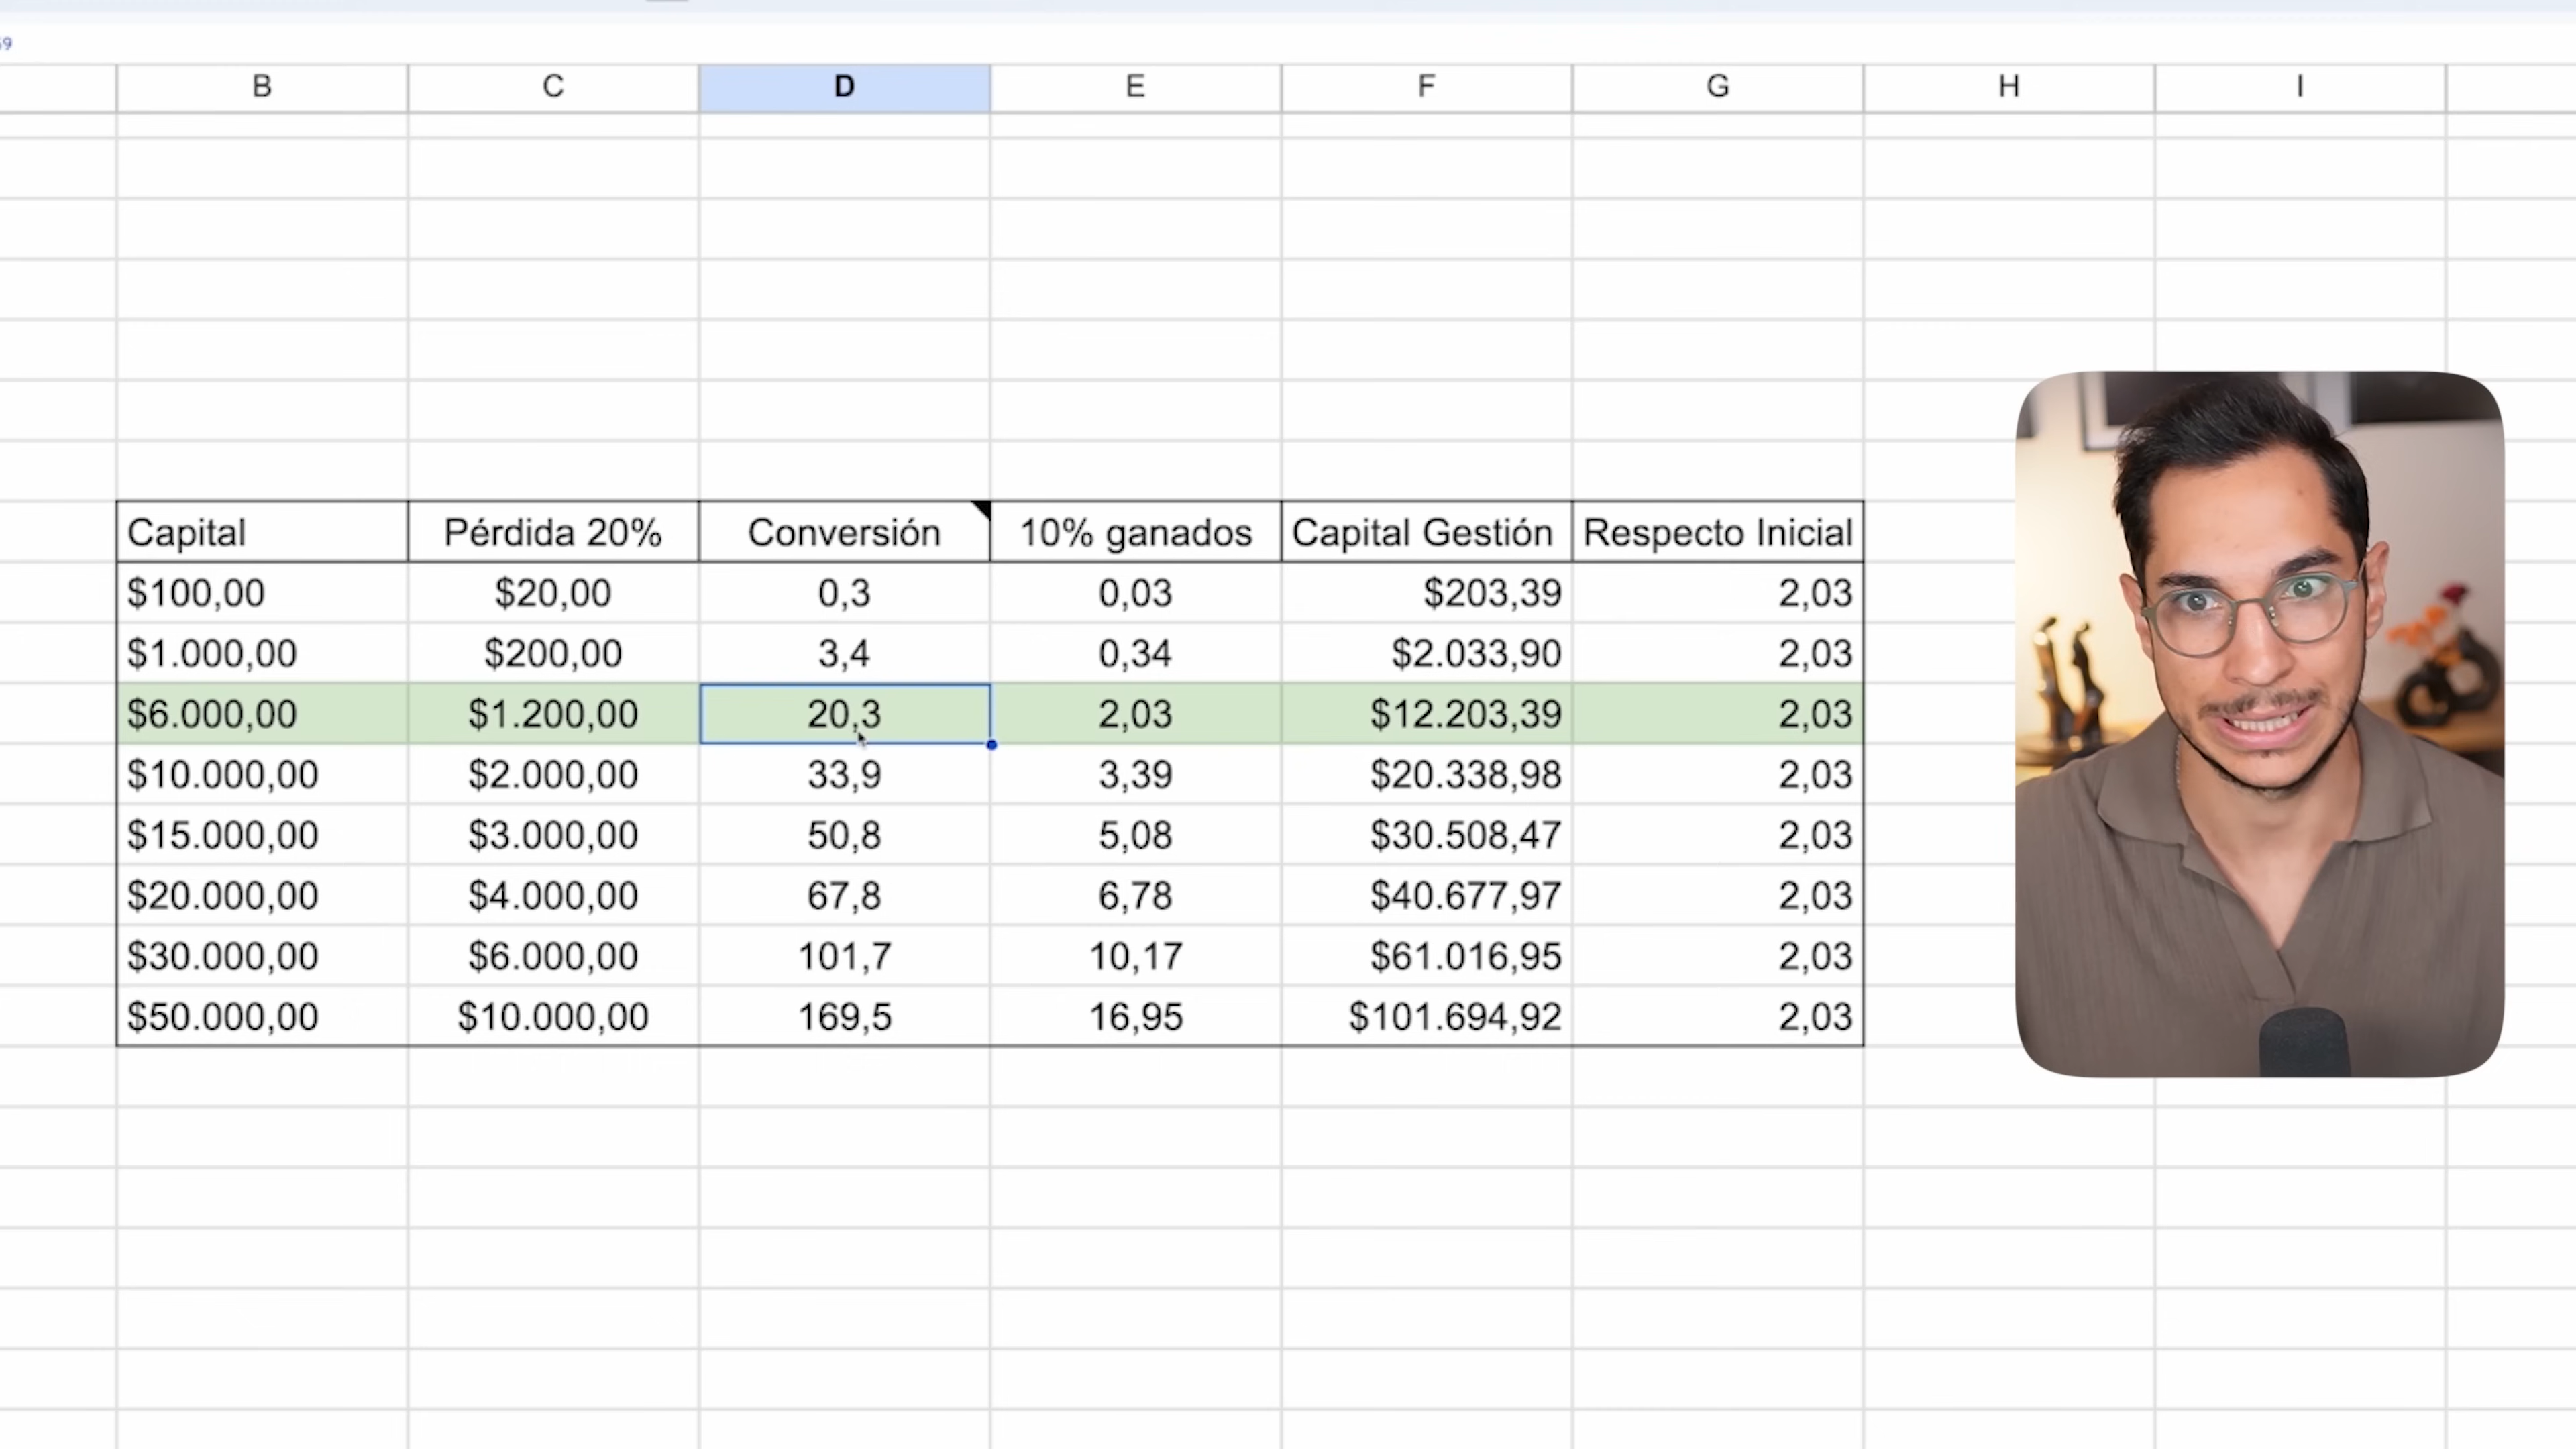 59
B C D E F G H I
Capital Pérdida 20% Conversión 10% ganados Capital Gestión Respecto Inicial
$100,00 $20,00 0,3 0,03 $203,39 2,03
$1.000,00 $200,00 3,4 0,34 $2.033,90 2,03
$6.000,00 $1.200,00 20,3 2,03 $12.203,39 2,03
$10.000,00 $2.000,00 33,9 3,39 $20.338,98 2,03
$15.000,00 $3.000,00 50,8 5,08 $30.508,47 2,03
$20.000,00 $4.000,00 67,8 6,78 $40.677,97 2,03
$30.000,00 $6.000,00 101,7 10,17 $61.016,95 2,03
$50.000,00 $10.000,00 169,5 16,95 $101.694,92 2,03